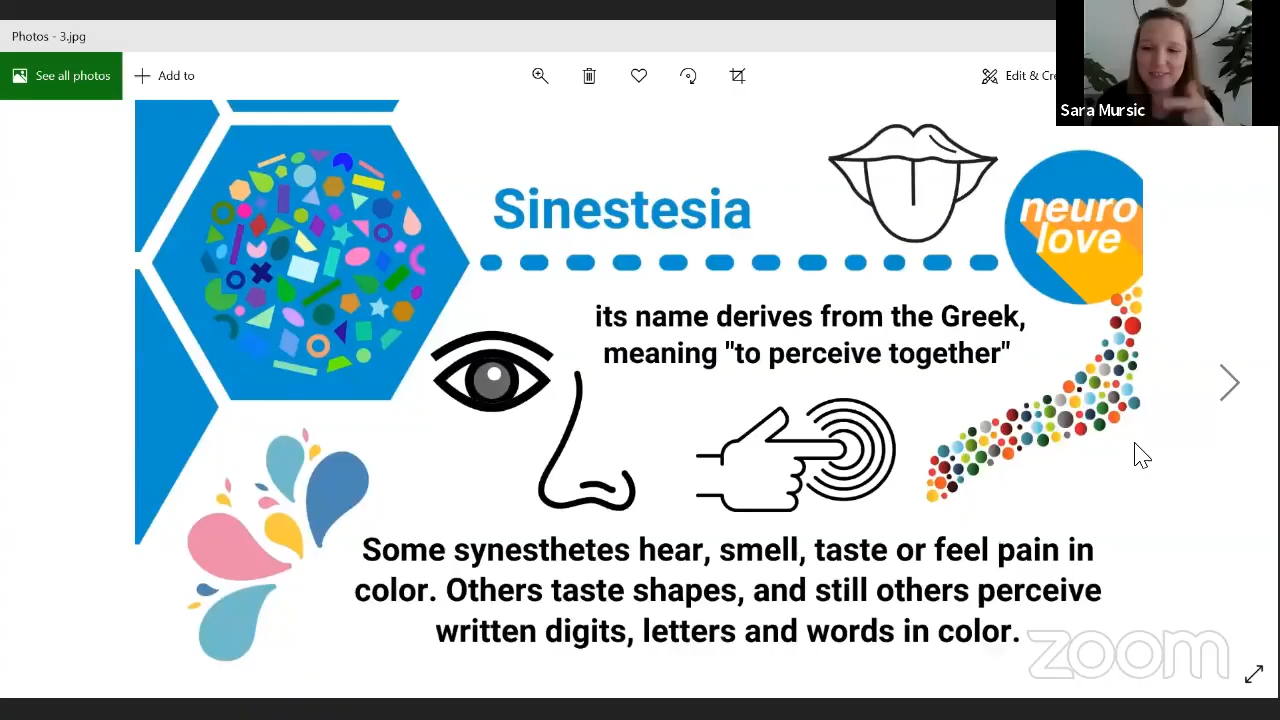 Photos - 3.jpg
See all photos
Add to
Edit & Cre
Sara Mursic
Sinestesia
neuro
love
its name derives from the Greek,
meaning "to perceive together"
Some synesthetes hear, smell, taste or feel pain in
color. Others taste shapes, and still others perceive
written digits, letters and words in color.
zoom